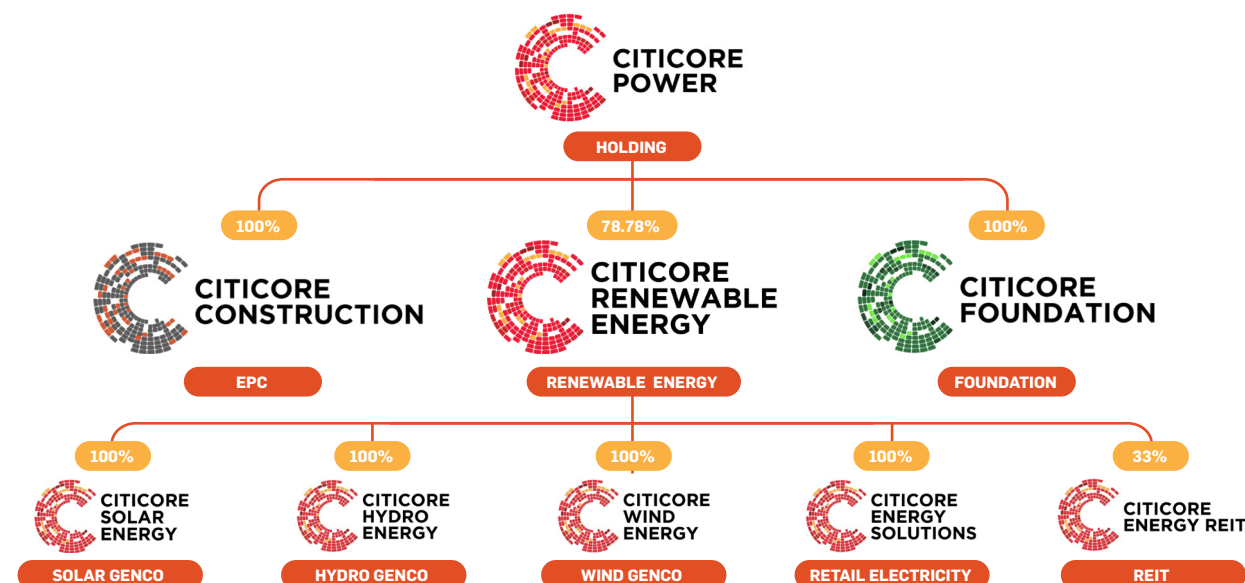 CITICORE
POWER
HOLDING
100%
78.78%
100%
CITICORE
CONSTRUCTION
CITICORE
RENEWABLE
ENERGY
CITICORE
FOUNDATION
EPC
RENEWABLE ENERGY
FOUNDATION
100%
100%
100%
100%
33%
CITICORE
SOLAR
ENERGY
CITICORE
HYDRO
ENERGY
CITICORE
WIND
ENERGY
CITICORE
ENERGY
SOLUTIONS
CITICORE
ENERGY REIT
SOLAR GENCO
HYDRO GENCO
WIND GENCO
RETAIL ELECTRICITY
REIT